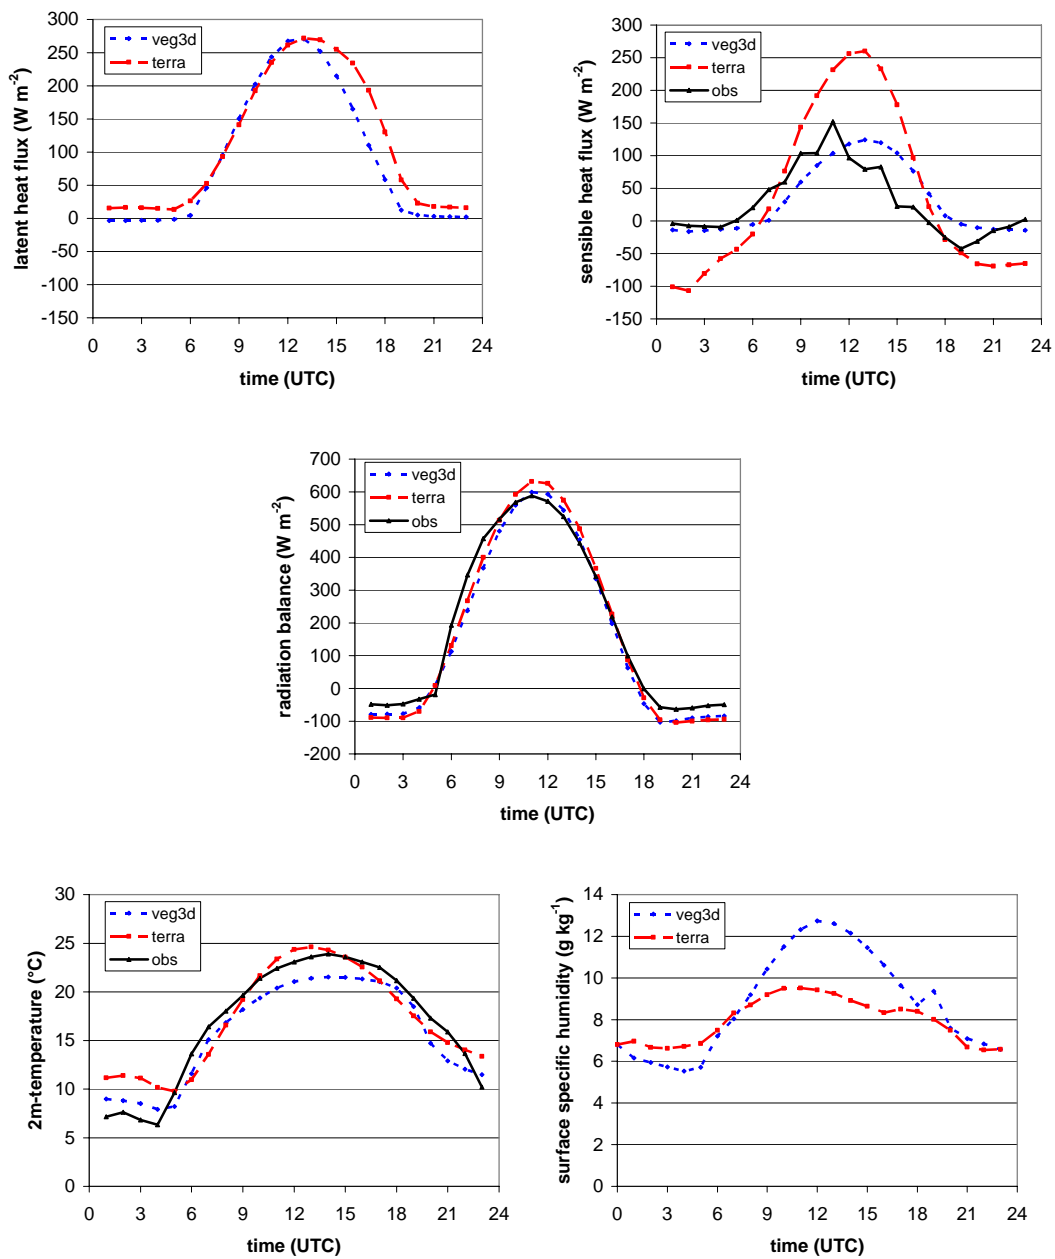 300
250
200
150
100
50
0
-50
-100
-150
latent heat flux (W m-2)
veg3d
terra
0 3 6 9 12 15 18 21 24
time (UTC)
300
250
200
150
100
50
0
-50
-100
-150
sensible heat flux (W m-2)
veg3d
terra
obs
0 3 6 9 12 15 18 21 24
time (UTC)
700
600
500
400
300
200
100
0
-100
-200
radiation balance (W m-2)
veg3d
terra
obs
0 3 6 9 12 15 18 21 24
time (UTC)
30
25
20
15
10
5
0
2m-temperature (°C)
veg3d
terra
obs
0 3 6 9 12 15 18 21 24
time (UTC)
14
12
10
8
6
4
2
0
surface specific humidity (g kg-1)
veg3d
terra
0 3 6 9 12 15 18 21 24
time (UTC)